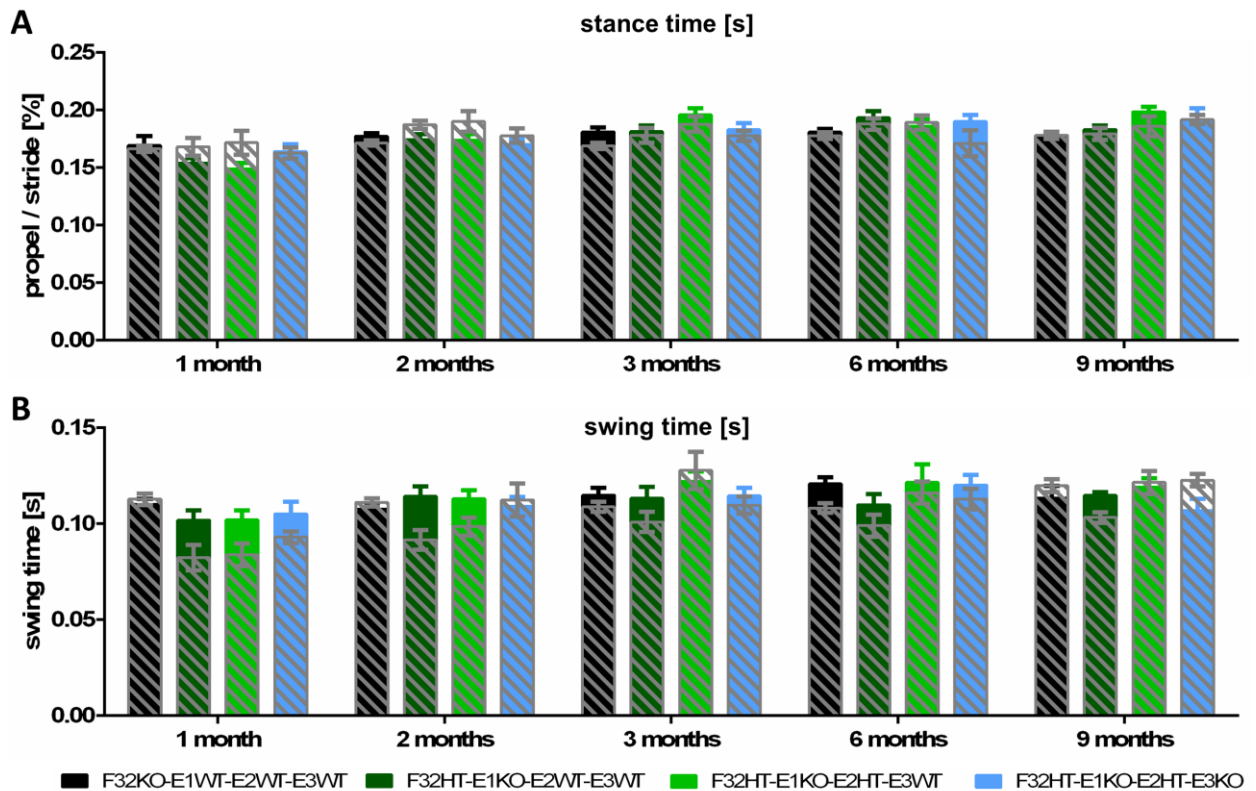 A
stance time [s]
propel / stride [%]
0.25
0.20
0.15
0.10
0.05
0.00
1 month
2 months
3 months
6 months
9 months
B
swing time [s]
swing time [s]
0.15
0.10
0.05
0.00
1 month
2 months
3 months
6 months
9 months
F32KO-E1WT-E2WT-E3WT
F32HT-E1KO-E2WT-E3WT
F32HT-E1KO-E2HT-E3WT
F32HT-E1KO-E2HT-E3KO